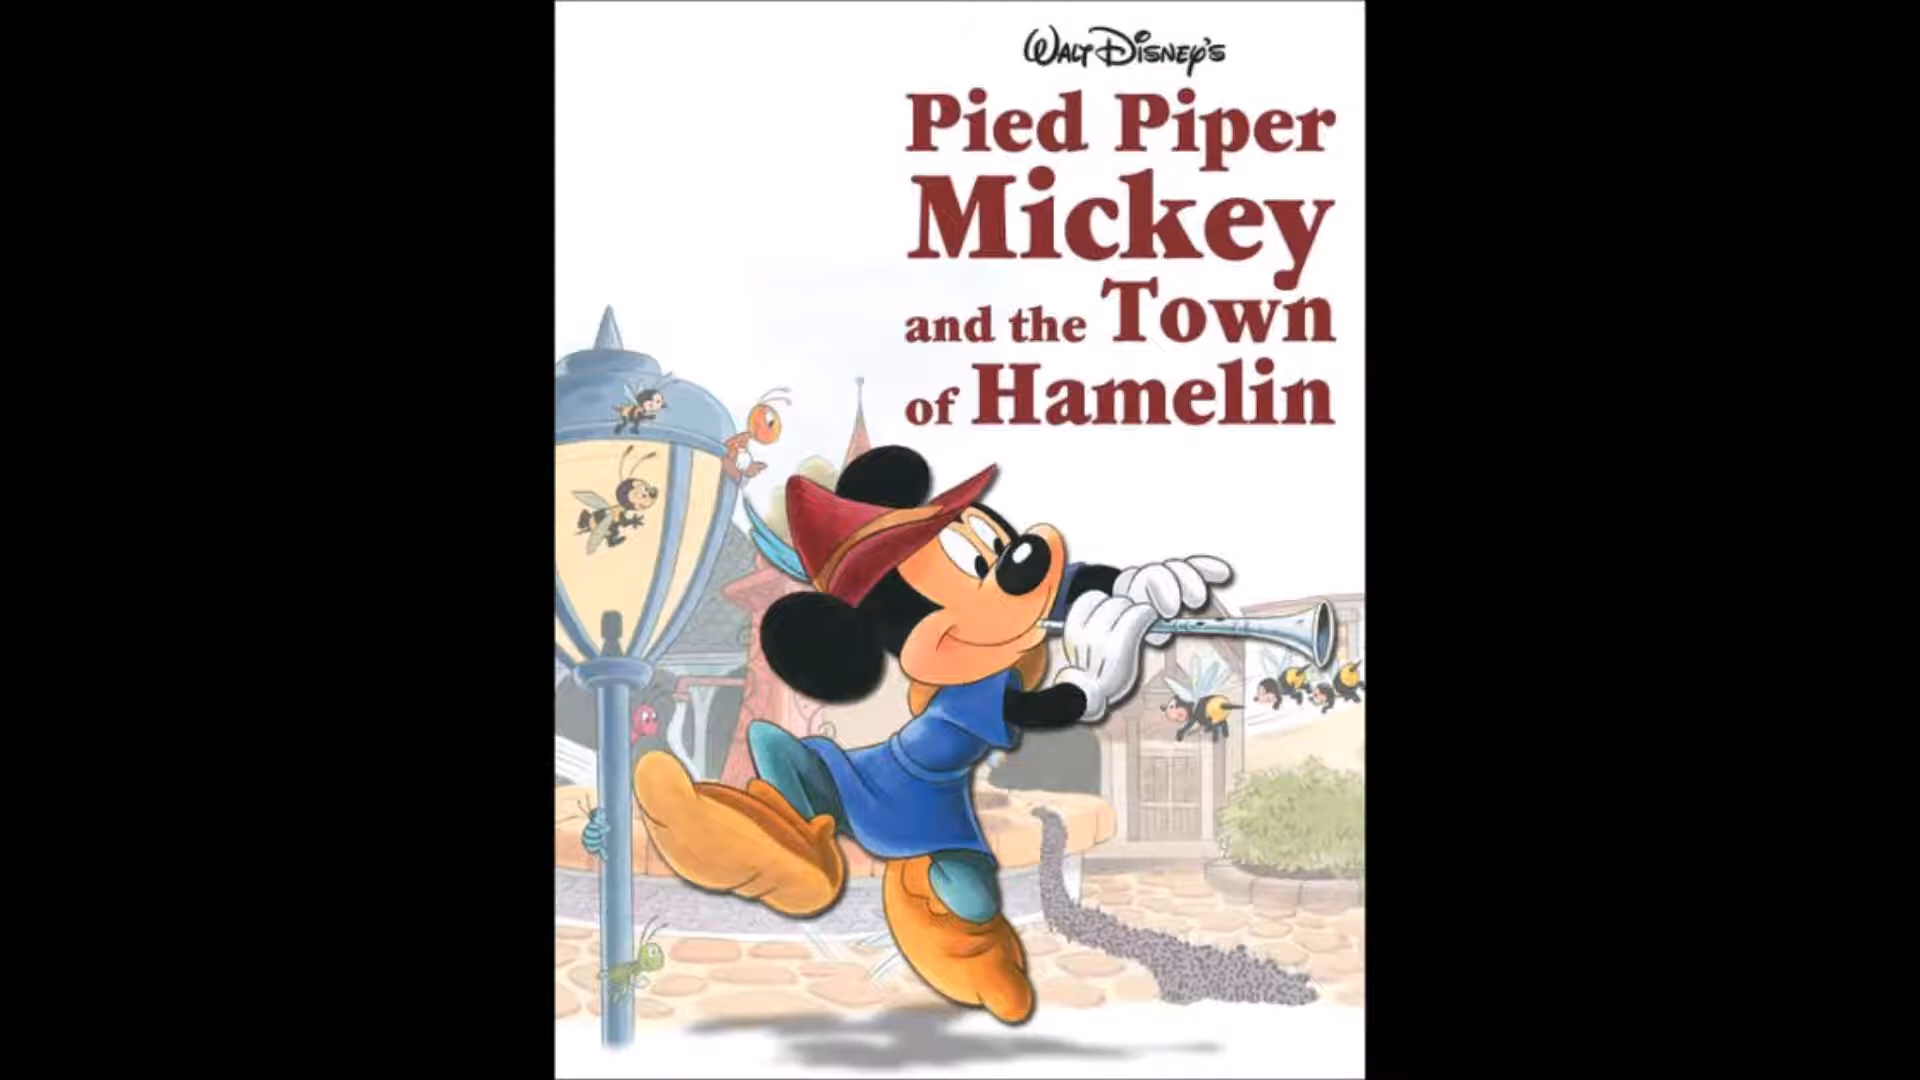 Walt Disney's
Pied Piper
Mickey
and the Town
of Hamelin